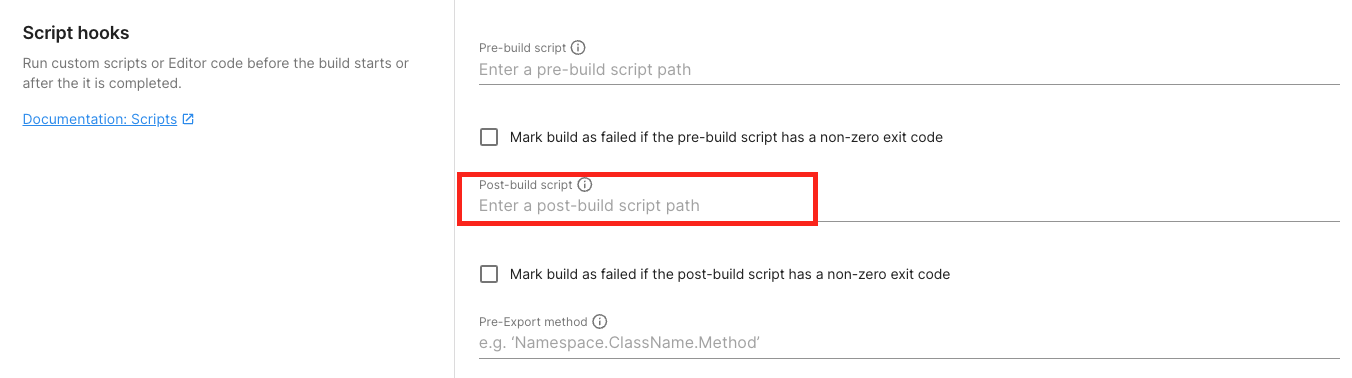 Script hooks
Run custom scripts or Editor code before the build starts or
after the it is completed.
Documentation: Scripts
Pre-build script
Enter a pre-build script path
Mark build as failed if the pre-build script has a non-zero exit code
Post-build script
Enter a post-build script path
Mark build as failed if the post-build script has a non-zero exit code
Pre-Export method
e.g. ‘Namespace.ClassName.Method’